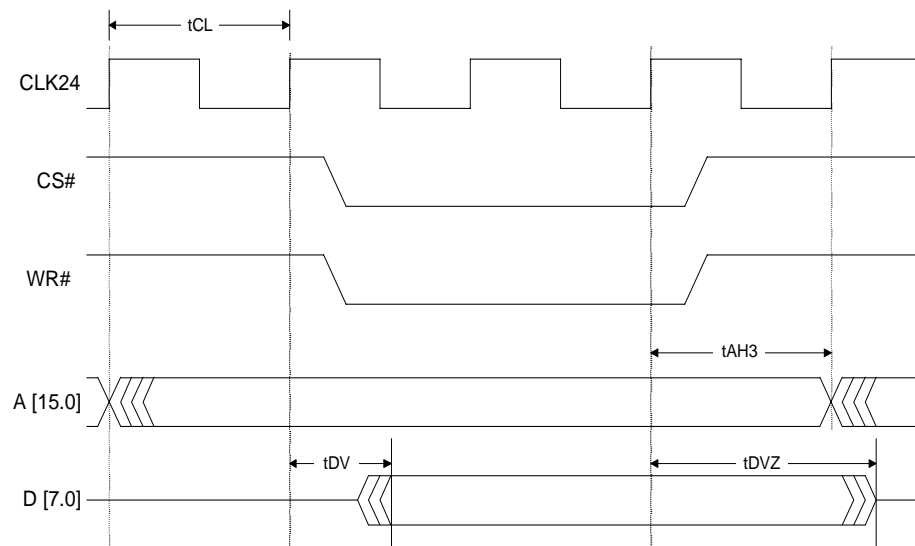 tCL
CLK24
CS#
WR#
tAH3
A [15.0]
tDV
tDVZ
D [7.0]